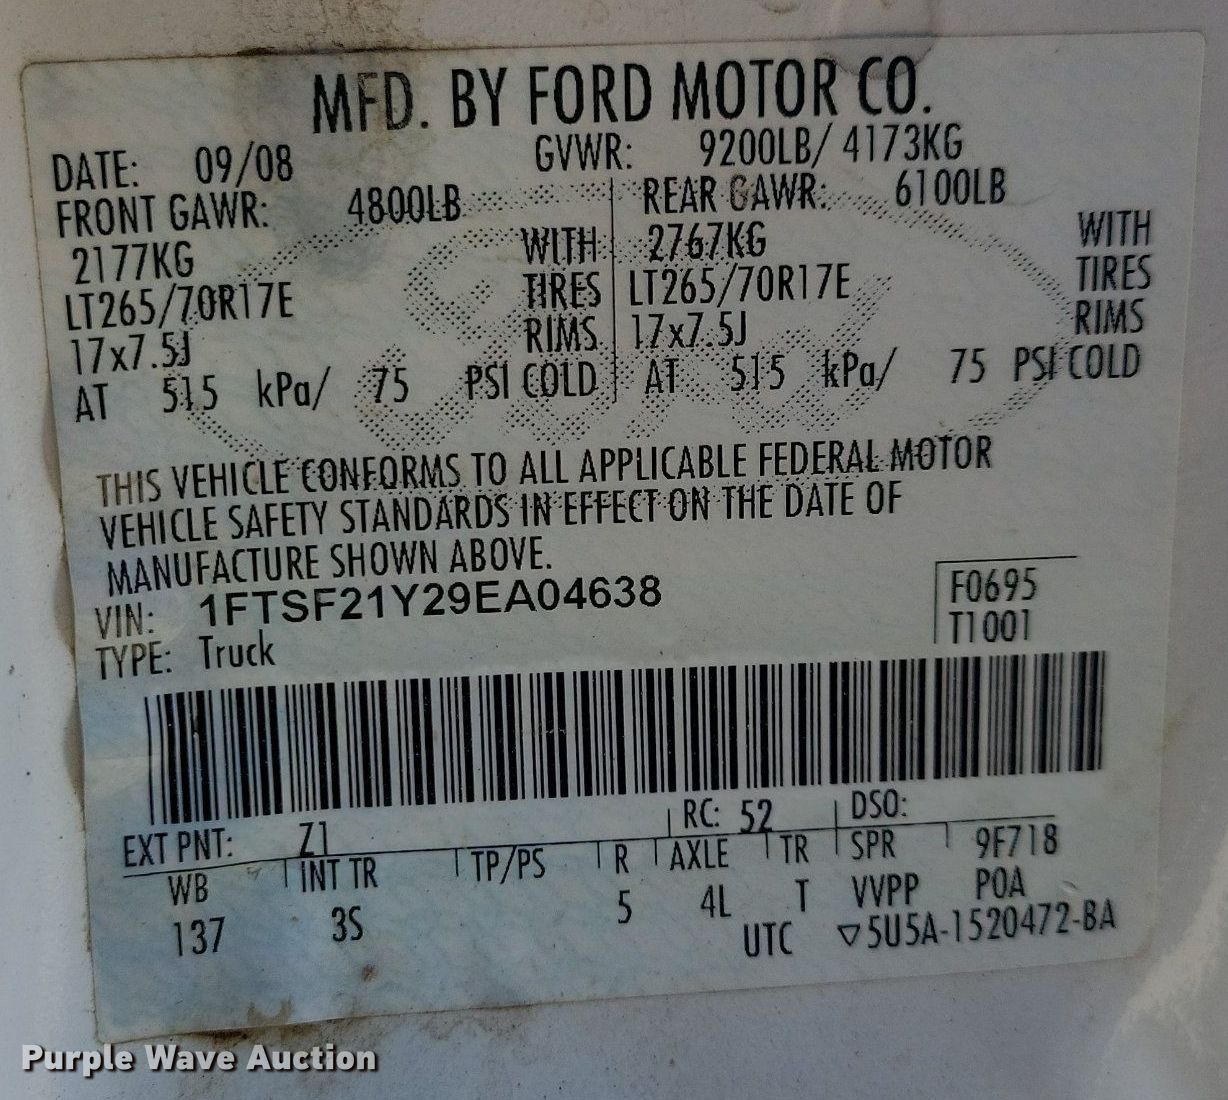 MFD. BY FORD MOTOR CO.
DATE: 09/08 GVWR: 9200LB/ 4173KG
FRONT GAWR: 4800LB REAR GAWR: 6100LB
2177KG WITH 2767KG WITH
LT265/70R17E TIRES LT265/70R17E TIRES
17x7.5J RIMS 17x7.5J RIMS
AT 515 kPa/ 75 PSI COLD AT 515 kPa/ 75 PSI COLD
THIS VEHICLE CONFORMS TO ALL APPLICABLE FEDERAL MOTOR
VEHICLE SAFETY STANDARDS IN EFFECT ON THE DATE OF
MANUFACTURE SHOWN ABOVE.
VIN: 1FTSF21Y29EA04638 F0695
TYPE: Truck T1001
EXT PNT: Z1 RC: 52 DSO:
WB INT TR TP/PS R AXLE TR SPR 9F718
137 3S 5 4L T VVPP POA
UTC ▽5U5A-1520472-BA
Purple Wave Auction